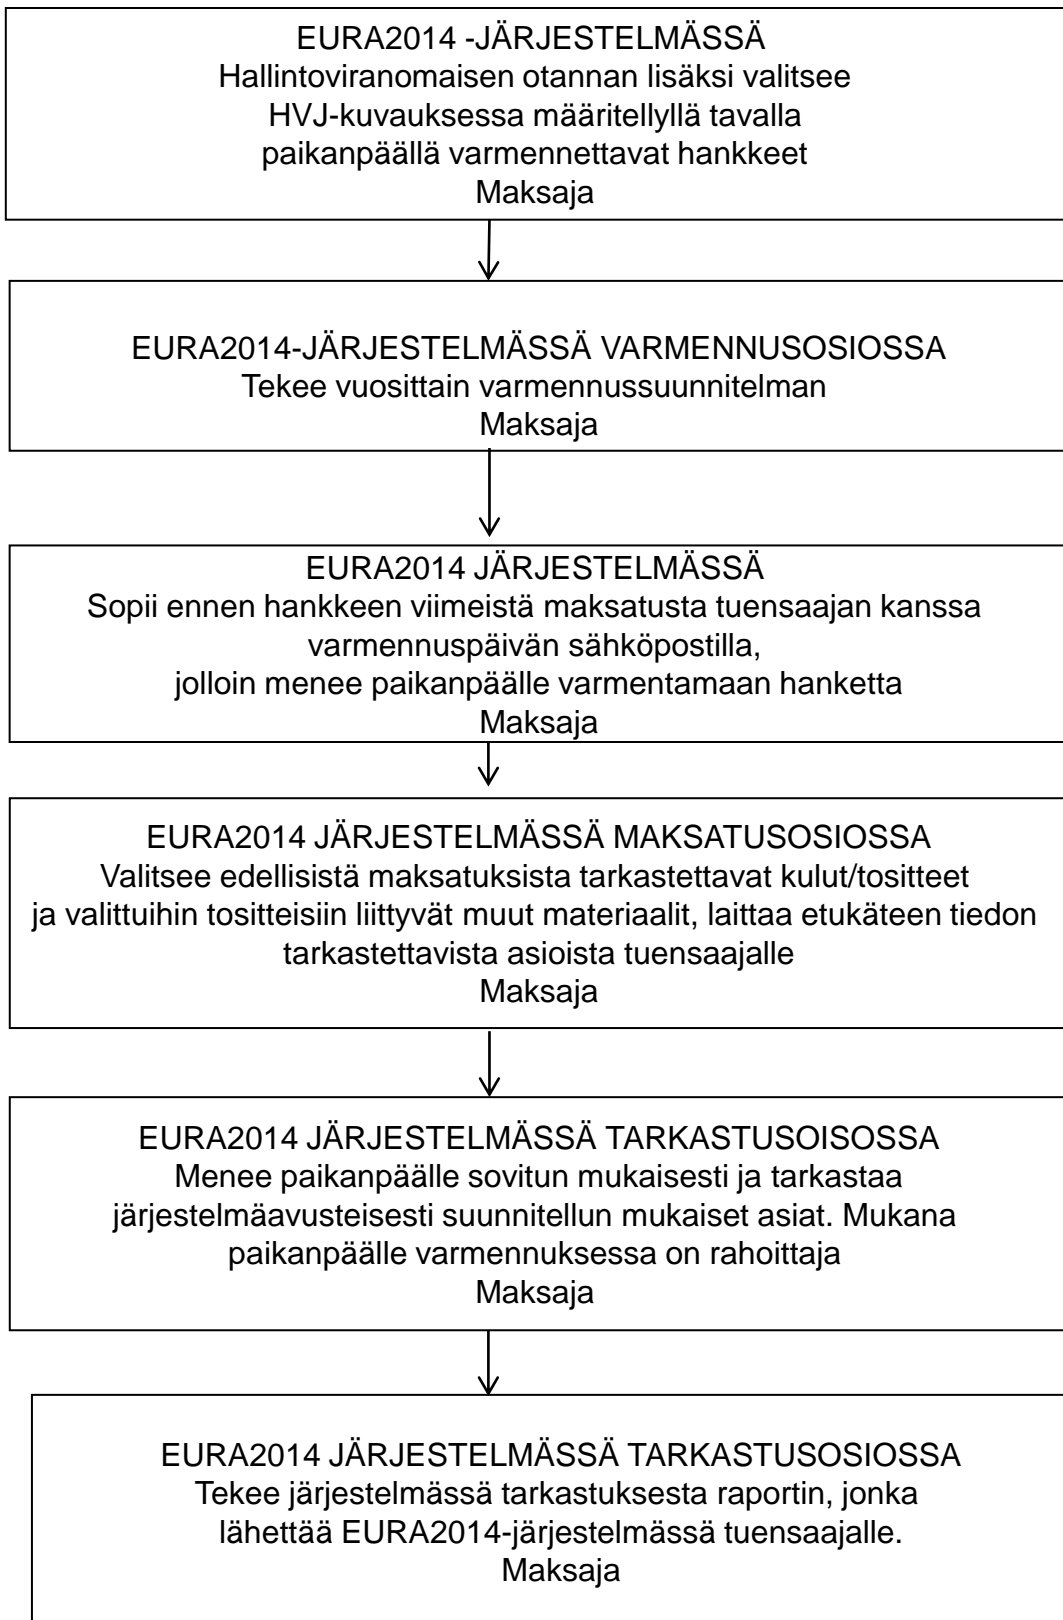 EURA2014 -JÄRJESTELMÄSSÄ
Hallintoviranomaisen otannan lisäksi valitsee
HVJ-kuvauksessa määritellyllä tavalla
paikanpäällä varmennettavat hankkeet
Maksaja
EURA2014-JÄRJESTELMÄSSÄ VARMENNUSOSIOSSA
Tekee vuosittain varmennussuunnitelman
Maksaja
EURA2014 JÄRJESTELMÄSSÄ
Sopii ennen hankkeen viimeistä maksatusta tuensaajan kanssa
varmennuspäivän sähköpostilla,
jolloin menee paikanpäälle varmentamaan hanketta
Maksaja
EURA2014 JÄRJESTELMÄSSÄ MAKSATUSOSIOSSA
Valitsee edellisistä maksatuksista tarkastettavat kulut/tositteet
ja valittuihin tositteisiin liittyvät muut materiaalit, laittaa etukäteen tiedon
tarkastettavista asioista tuensaajalle
Maksaja
EURA2014 JÄRJESTELMÄSSÄ TARKASTUSOISOSSA
Menee paikanpäälle sovitun mukaisesti ja tarkastaa
järjestelmäavusteisesti suunnitellun mukaiset asiat. Mukana
paikanpäälle varmennuksessa on rahoittaja
Maksaja
EURA2014 JÄRJESTELMÄSSÄ TARKASTUSOSIOSSA
Tekee järjestelmässä tarkastuksesta raportin, jonka
lähettää EURA2014-järjestelmässä tuensaajalle.
Maksaja